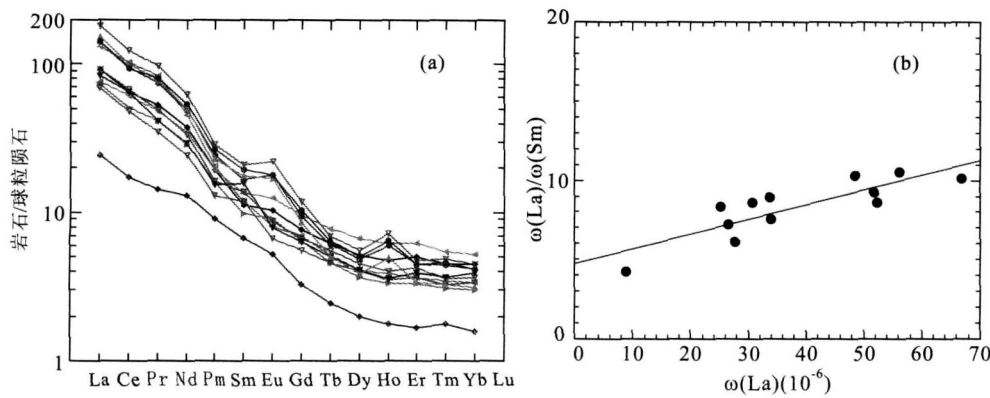 200
100
10
1
岩石/球粒陨石
(a)
La Ce Pr Nd Pm Sm Eu Gd Tb Dy Ho Er Tm Yb Lu
20
10
0
ω(La)/ω(Sm)
(b)
0 10 20 30 40 50 60 70
ω(La)(10⁻⁶)